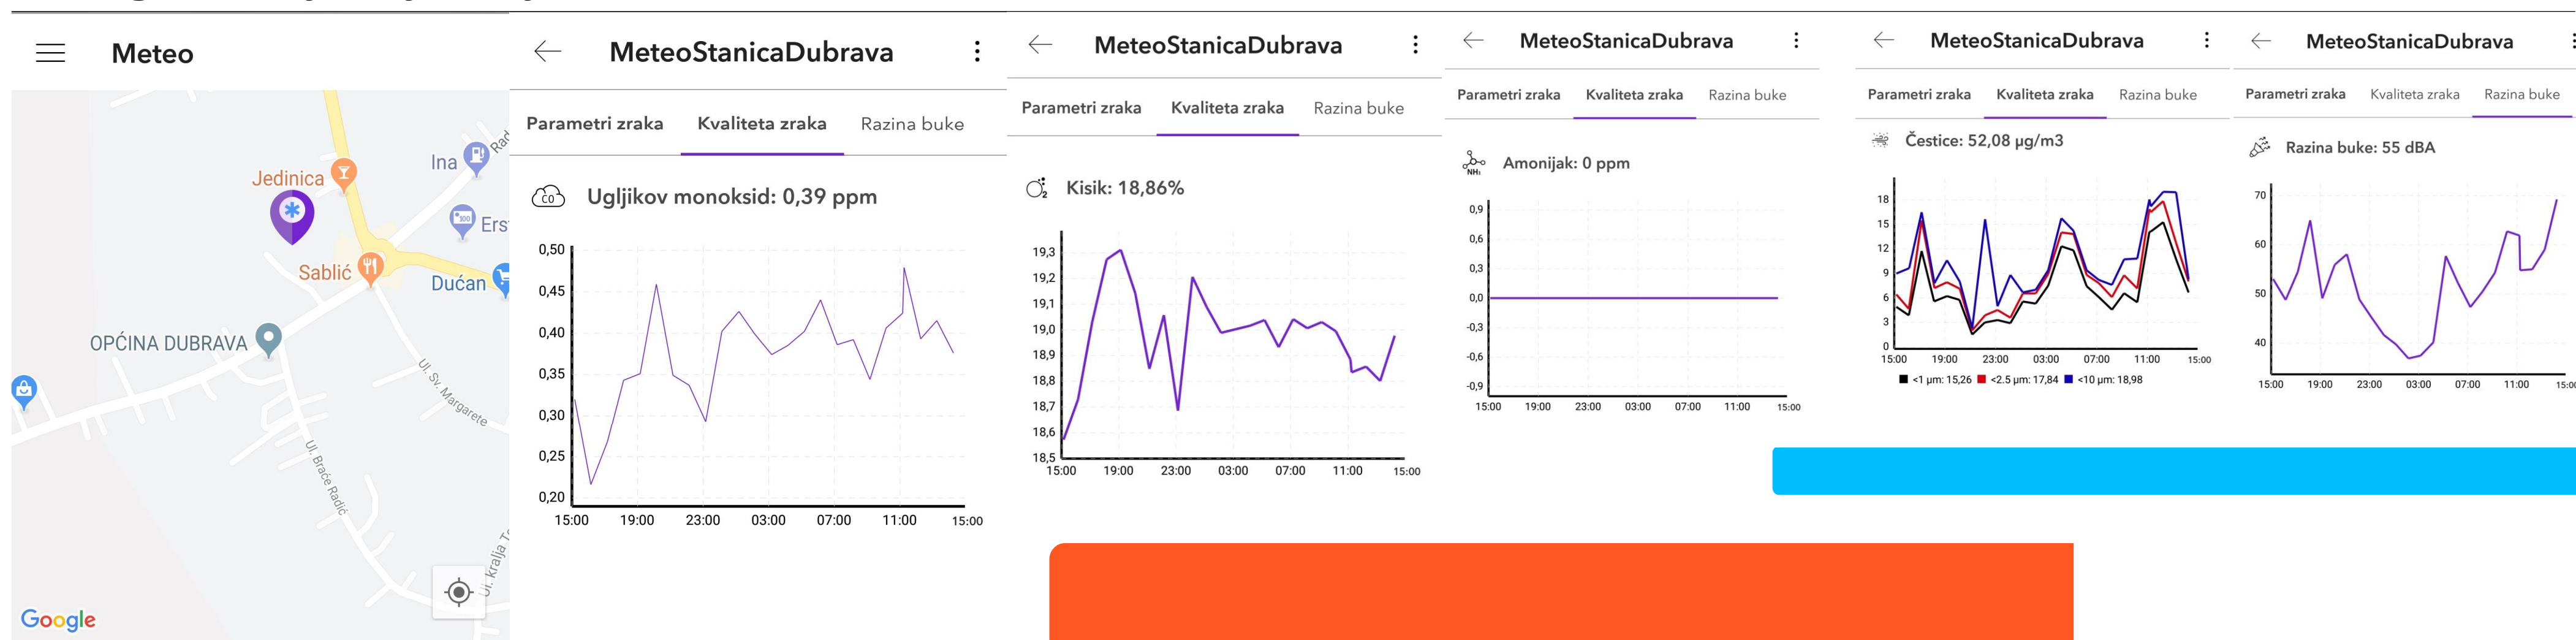 Meteo
Jedinica
Ina
Rad
Sablić
Ers
Dućan
OPĆINA DUBRAVA
Ul. Sv. Margarete
Ul. Braće Radić
Ul. kralja T
Google
MeteoStanicaDubrava
Parametri zraka Kvaliteta zraka Razina buke
CO
Ugljikov monoksid: 0,39 ppm
0,50
0,45
0,40
0,35
0,30
0,25
0,20
15:00 19:00 23:00 03:00 07:00 11:00 15:00
MeteoStanicaDubrava
Parametri zraka Kvaliteta zraka Razina buke
2
Kisik: 18,86%
19,3
19,2
19,1
19,0
18,9
18,8
18,7
18,6
18,5
15:00 19:00 23:00 03:00 07:00 11:00 15:00
MeteoStanicaDubrava
Parametri zraka Kvaliteta zraka Razina buke
NH₃
Amonijak: 0 ppm
0,9
0,6
0,3
0,0
-0,3
-0,6
-0,9
15:00 19:00 23:00 03:00 07:00 11:00 15:00
MeteoStanicaDubrava
Parametri zraka Kvaliteta zraka Razina buke
Čestice: 52,08 µg/m3
18
15
12
9
6
3
0
15:00 19:00 23:00 03:00 07:00 11:00 15:00
<1 µm: 15,26 <2.5 µm: 17,84 <10 µm: 18,98
MeteoStanicaDubrava
Parametri zraka Kvaliteta zraka Razina buke
Razina buke: 55 dBA
70
60
50
40
15:00 19:00 23:00 03:00 07:00 11:00 15:00